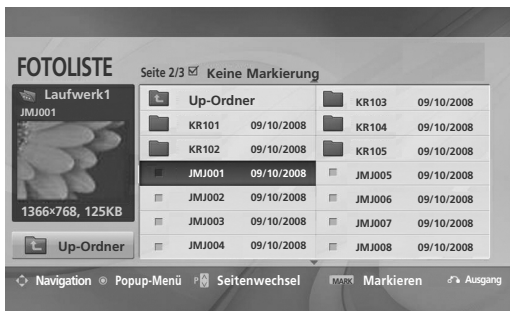 FOTOLISTE
Seite 2/3 ☑ Keine Markierung
Laufwerk1
JMJ001
1366×768, 125KB
Up-Ordner
Up-Ordner
KR101 09/10/2008
KR102 09/10/2008
JMJ001 09/10/2008
JMJ002 09/10/2008
JMJ003 09/10/2008
JMJ004 09/10/2008
KR103 09/10/2008
KR104 09/10/2008
KR105 09/10/2008
JMJ005 09/10/2008
JMJ006 09/10/2008
JMJ007 09/10/2008
JMJ008 09/10/2008
Navigation Popup-Menü P Seitenwechsel MARK Markieren Ausgang